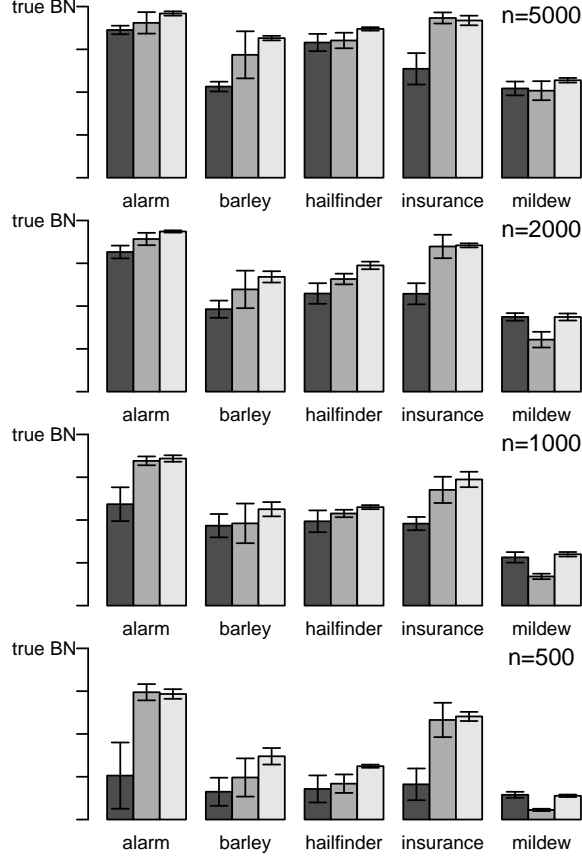 true BN
n=5000
alarm barley hailfinder insurance mildew
true BN
n=2000
alarm barley hailfinder insurance mildew
true BN
n=1000
alarm barley hailfinder insurance mildew
true BN
n=500
alarm barley hailfinder insurance mildew